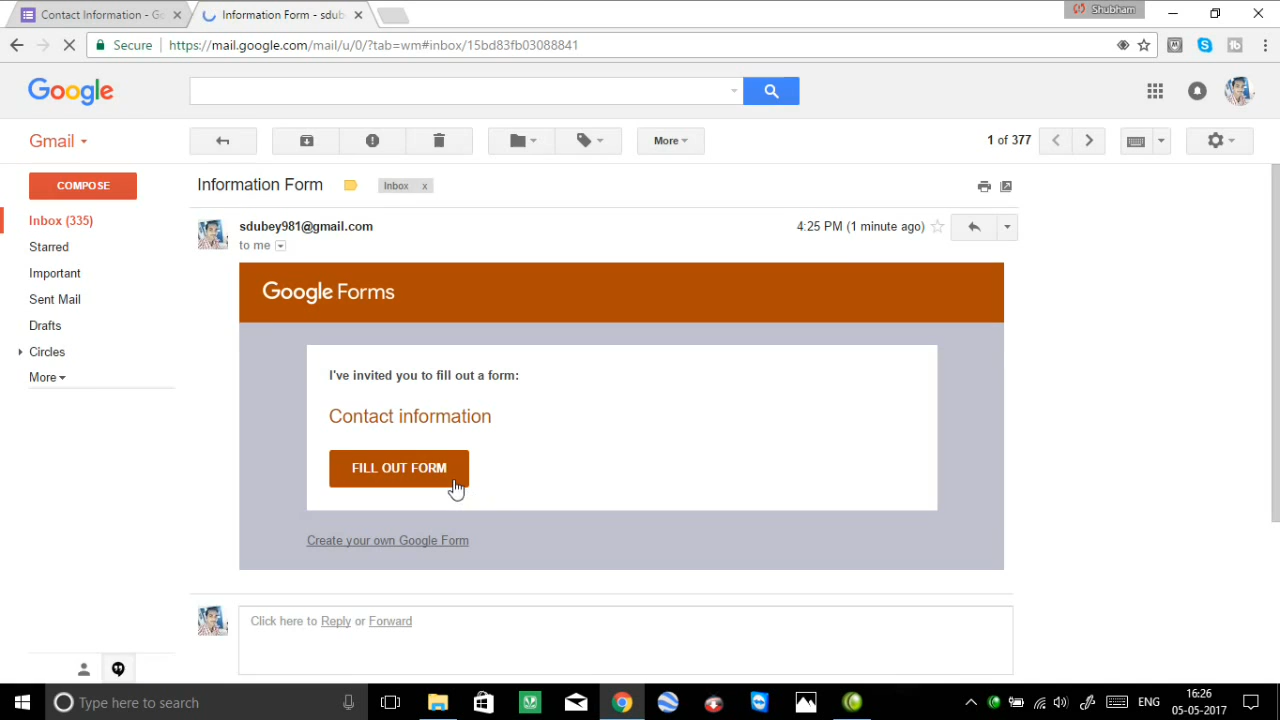 Contact Information - Go
Information Form - sdub
Shubham
Secure
https://mail.google.com/mail/u/0/?tab=wm#inbox/15bd83fb03088841
Google
Gmail
More
1 of 377
COMPOSE
Information Form
Inbox x
Inbox (335)
sdubey981@gmail.com
4:25 PM (1 minute ago)
to me
Starred
Important
Sent Mail
Drafts
Circles
More
Google Forms
I've invited you to fill out a form:
Contact information
FILL OUT FORM
Create your own Google Form
Click here to Reply or Forward
Type here to search
ENG
16:26
05-05-2017